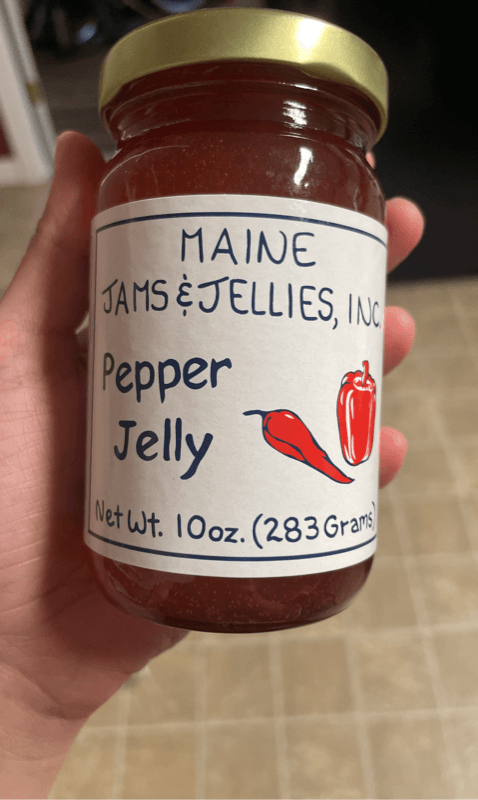 MAINE
JAMS & JELLIES, INC.
Pepper
Jelly
Net Wt. 10oz. (283 Grams)